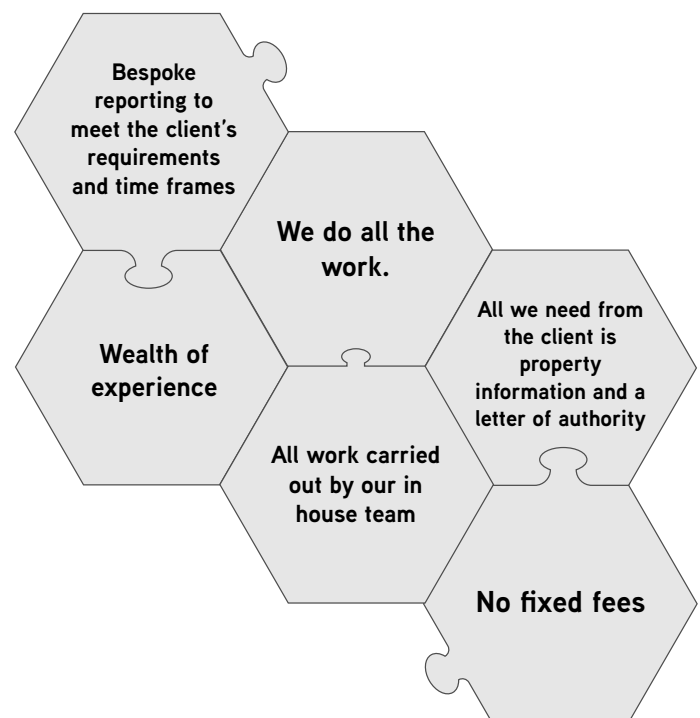 Bespoke
reporting to
meet the client's
requirements
and time frames
We do all the
work.
Wealth of
experience
All we need from
the client is
property
information and a
letter of authority
All work carried
out by our in
house team
No fixed fees